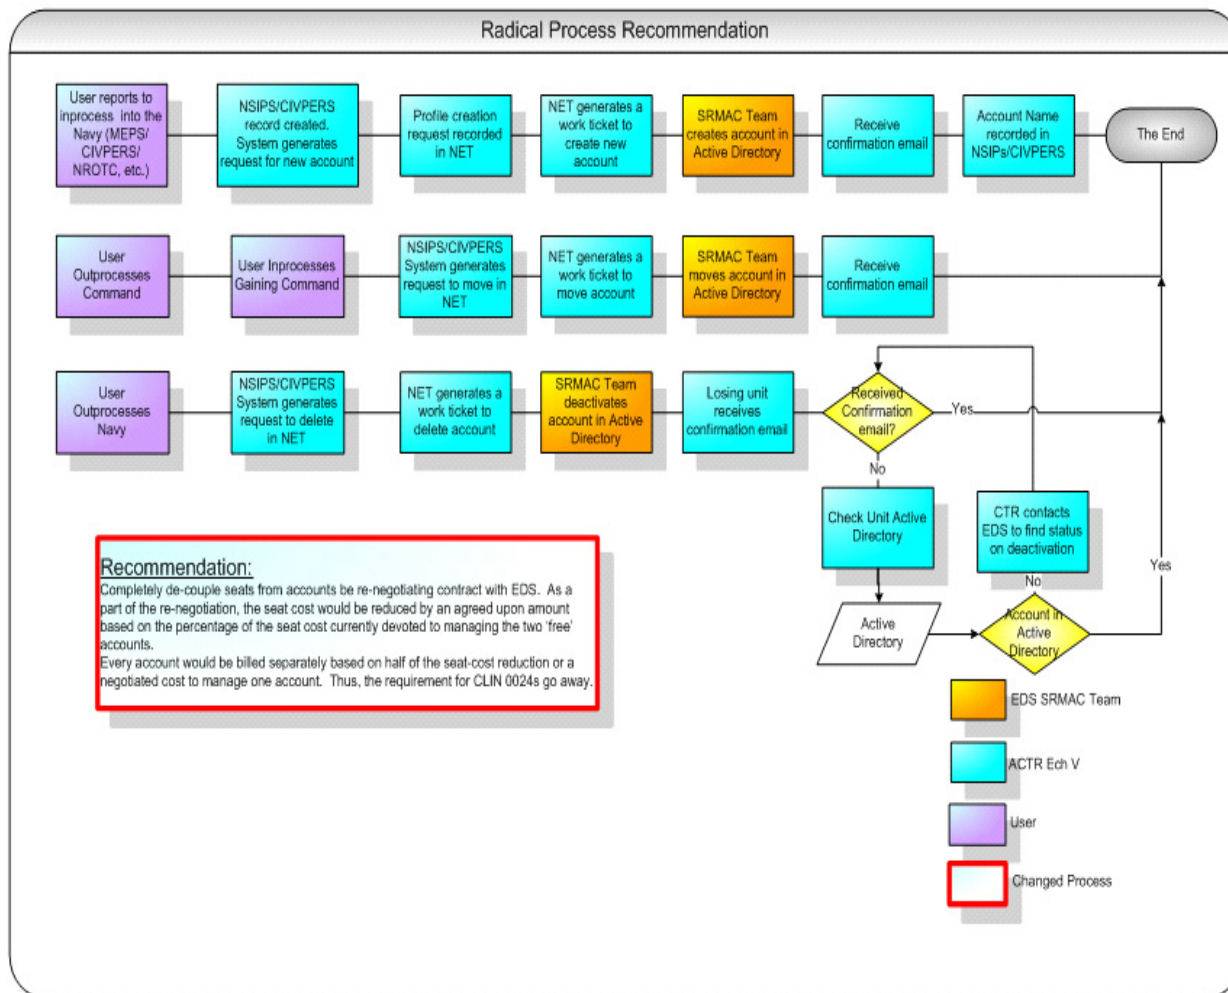 Radical Process Recommendation
User reports to
inprocess into the
Navy (MEPS/
CIVPERS/
NROTC, etc.)
NSIPS/CIVPERS
record created.
System generates
request for new account
Profile creation
request recorded
in NET
NET generates a
work ticket to
create new
account
SRMAC Team
creates account in
Active Directory
Receive
confirmation email
Account Name
recorded in
NSIPs/CIVPERS
The End
User
Outprocesses
Command
User Inprocesses
Gaining Command
NSIPS/CIVPERS
System generates
request to move in
NET
NET generates a
work ticket to
move account
SRMAC Team
moves account in
Active Directory
Receive
confirmation email
User
Outprocesses
Navy
NSIPS/CIVPERS
System generates
request to delete
in NET
NET generates a
work ticket to
delete account
SRMAC Team
deactivates
account in Active
Directory
Losing unit
receives
confirmation email
Received
Confirmation
email?
Yes
No
Check Unit Active
Directory
CTR contacts
EDS to find status
on deactivation
Yes
No
Active
Directory
Account in
Active
Directory
Recommendation:
Completely de-couple seats from accounts be re-negotiating contract with EDS. As a
part of the re-negotiation, the seat cost would be reduced by an agreed upon amount
based on the percentage of the seat cost currently devoted to managing the two 'free'
accounts.
Every account would be billed separately based on half of the seat-cost reduction or a
negotiated cost to manage one account. Thus, the requirement for CLIN 0024s go away.
EDS SRMAC Team
ACTR Ech V
User
Changed Process